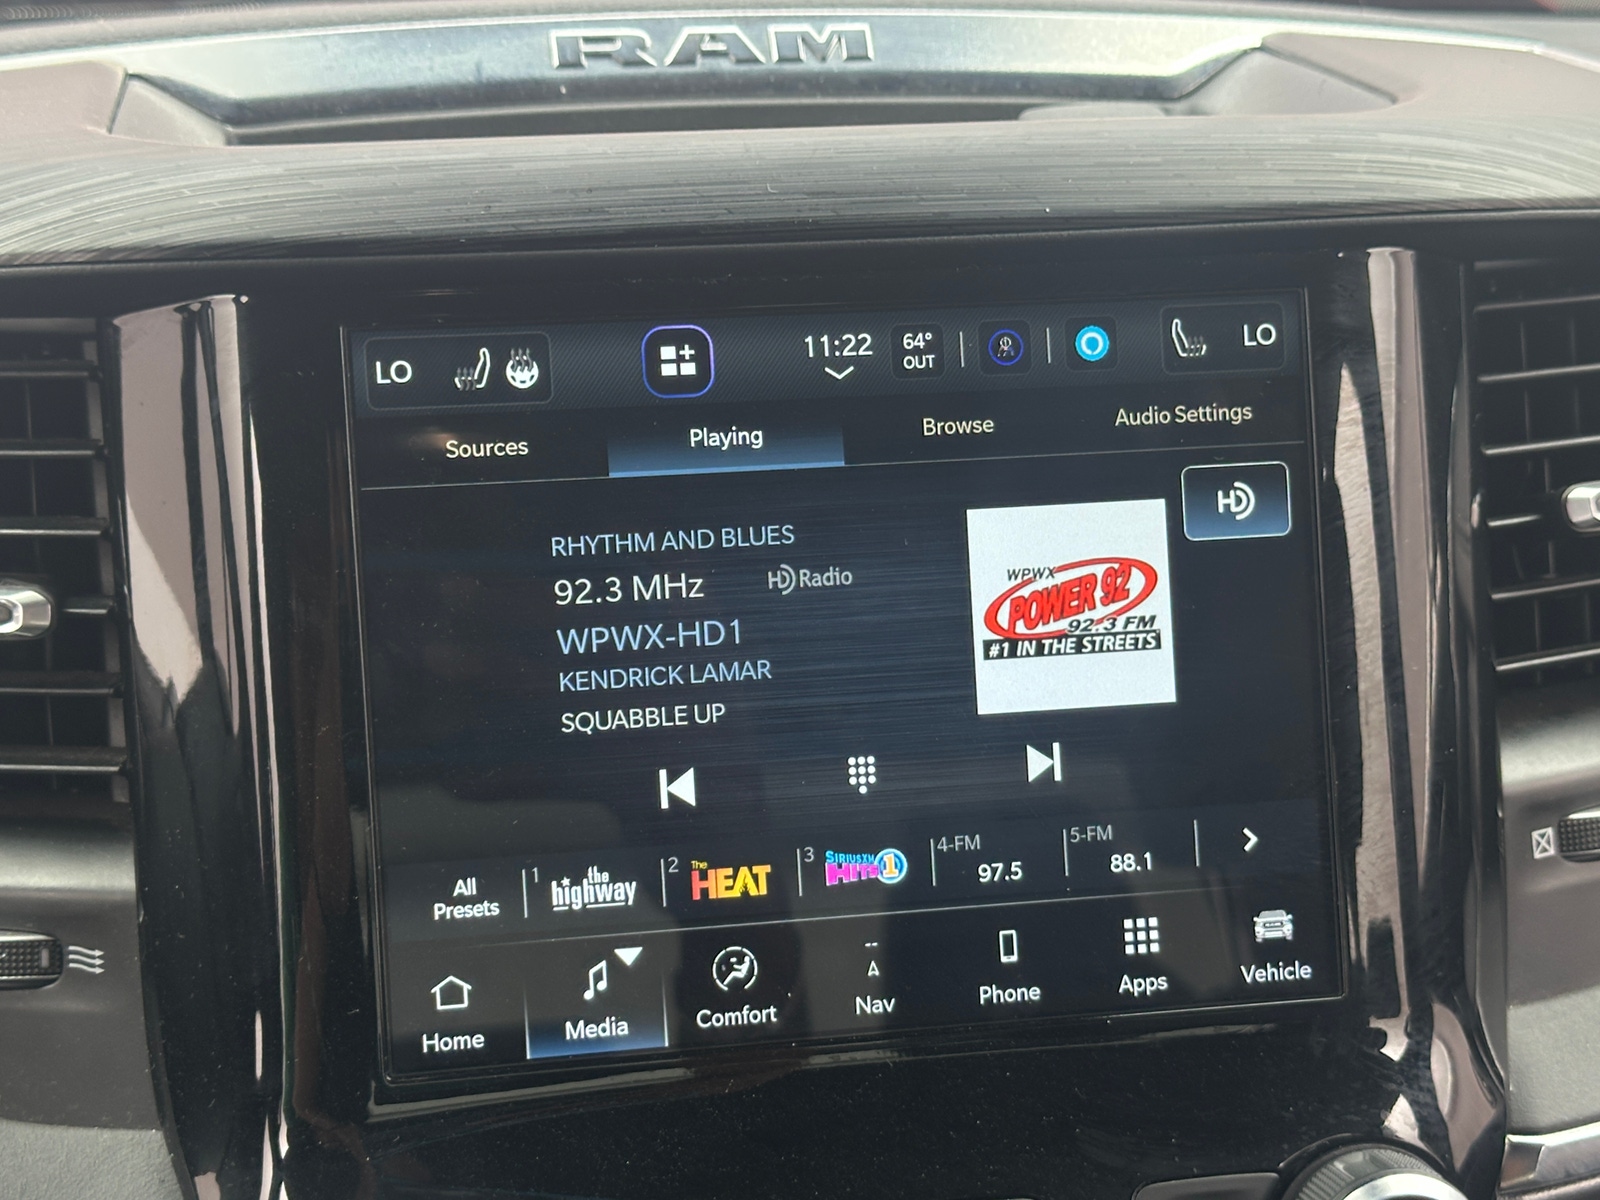 RAM
LO
11:22
64°
OUT
LO
Sources
Playing
Browse
Audio Settings
HD
RHYTHM AND BLUES
92.3 MHz
HD Radio
WPWX-HD1
KENDRICK LAMAR
SQUABBLE UP
WPWX
POWER 92
92.3 FM
#1 IN THE STREETS
All
Presets
1
the
highway
2
The
HEAT
3
SIRIUSXM
HITS 1
4-FM
97.5
5-FM
88.1
Home
Media
Comfort
--
Nav
Phone
Apps
Vehicle